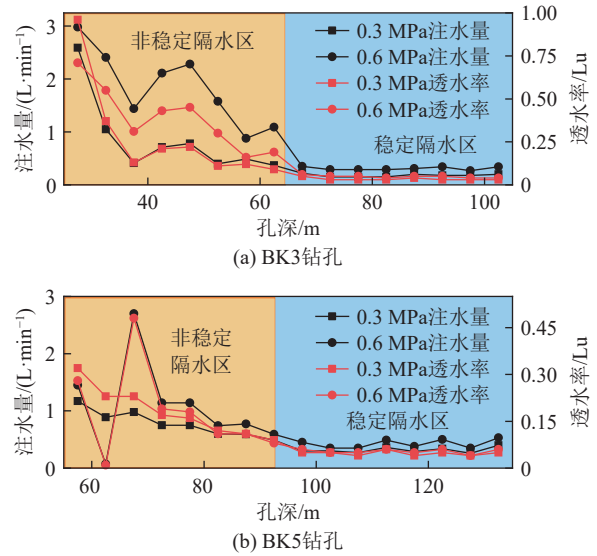 非稳定隔水区
0.3 MPa注水量
0.6 MPa注水量
0.3 MPa透水率
0.6 MPa透水率
稳定隔水区
注水量/(L·min⁻¹)
3
2
1
0
透水率/Lu
1.00
0.75
0.50
0.25
0
40
60
80
100
孔深/m
(a) BK3钻孔
非稳定
隔水区
0.3 MPa注水量
0.6 MPa注水量
0.3 MPa透水率
0.6 MPa透水率
稳定隔水区
注水量/(L·min⁻¹)
3
2
1
0
透水率/Lu
0.45
0.30
0.15
0
60
80
100
120
孔深/m
(b) BK5钻孔